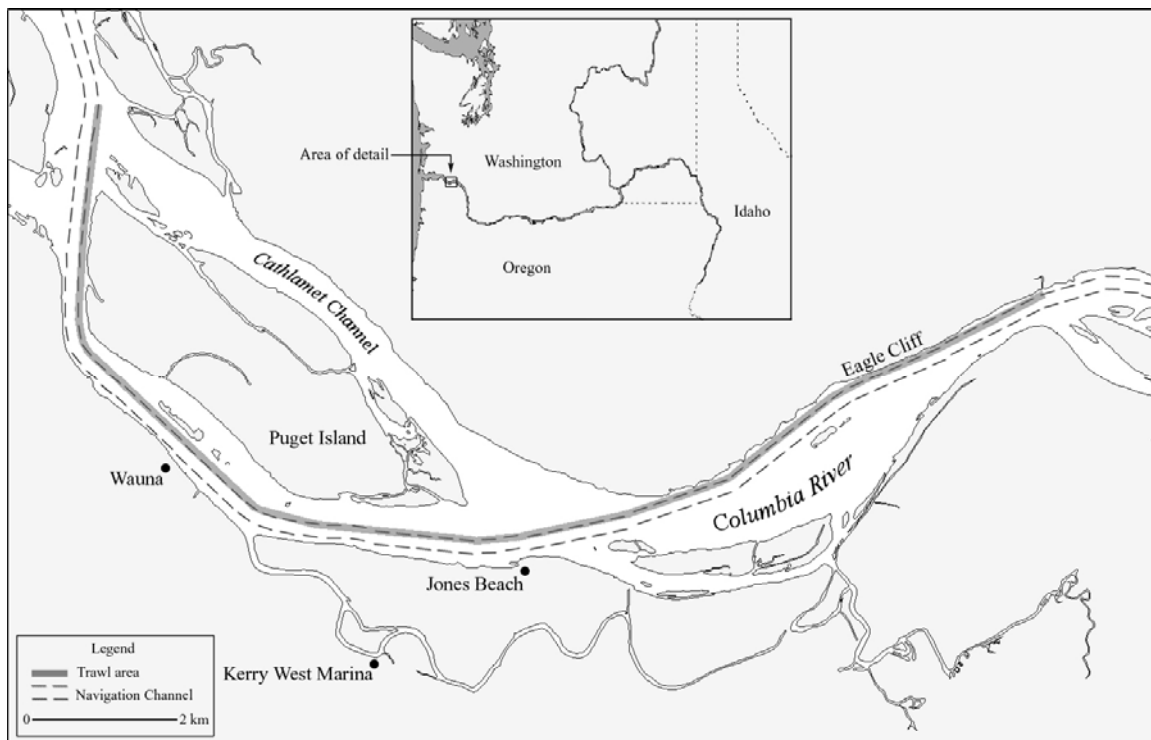 Area of detail
Washington
Idaho
Oregon
Cathlamet Channel
Eagle Cliff
Puget Island
Wauna
Columbia River
Jones Beach
Kerry West Marina
Legend
Trawl area
Navigation Channel
0 2 km